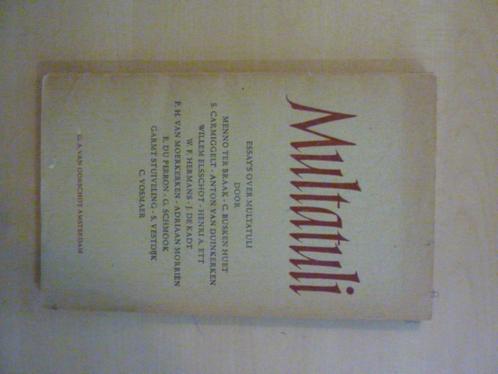 Multatuli
ESSAY'S OVER MULTATULI
DOOR
MENNO TER BRAAK - C. BUSKEN HUET
S. CARMIGGELT - ANTON VAN DUINKERKEN
WILLEM ELSSCHOT - HENRI A. ETT
W. F. HERMANS - J. DE KADT
P. H. VAN MOERKERKEN - ADRIAAN MORRIËN
E. DU PERRON - G. SCHMOOK
GARMT STUIVELING - S. VESTDIJK
C. VOSMAER
G. A. VAN OORSCHOT AMSTERDAM